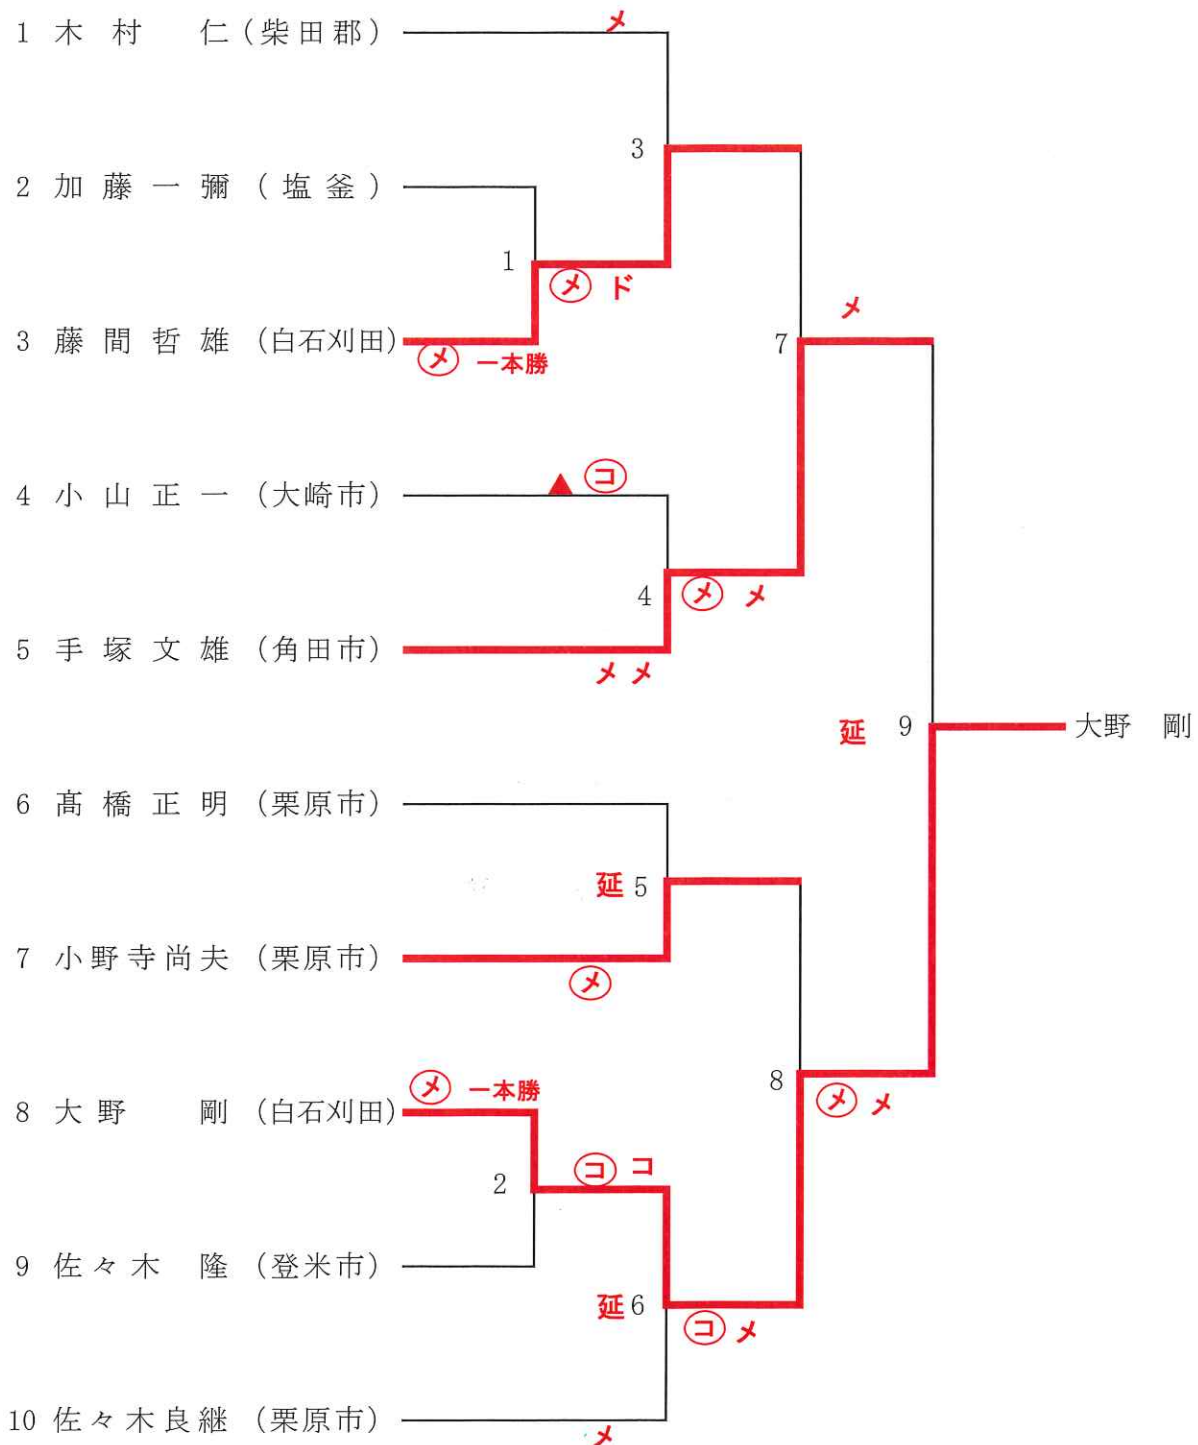 メ
1 木村 仁 (柴田郡)
3
2 加藤一彌 (塩釜)
1
メ ド
メ
3 藤間哲雄 (白石刈田)
7
メ 一本勝
コ
4 小山正一 (大崎市)
4
メ メ
5 手塚文雄 (角田市)
メメ
延 9 大野 剛
6 髙橋正明 (栗原市)
延 5
7 小野寺尚夫 (栗原市)
メ
メ 一本勝
8
メ メ
8 大野 剛 (白石刈田)
コ コ
2
9 佐々木 隆 (登米市)
延 6
コ メ
10 佐々木良継 (栗原市)
メ